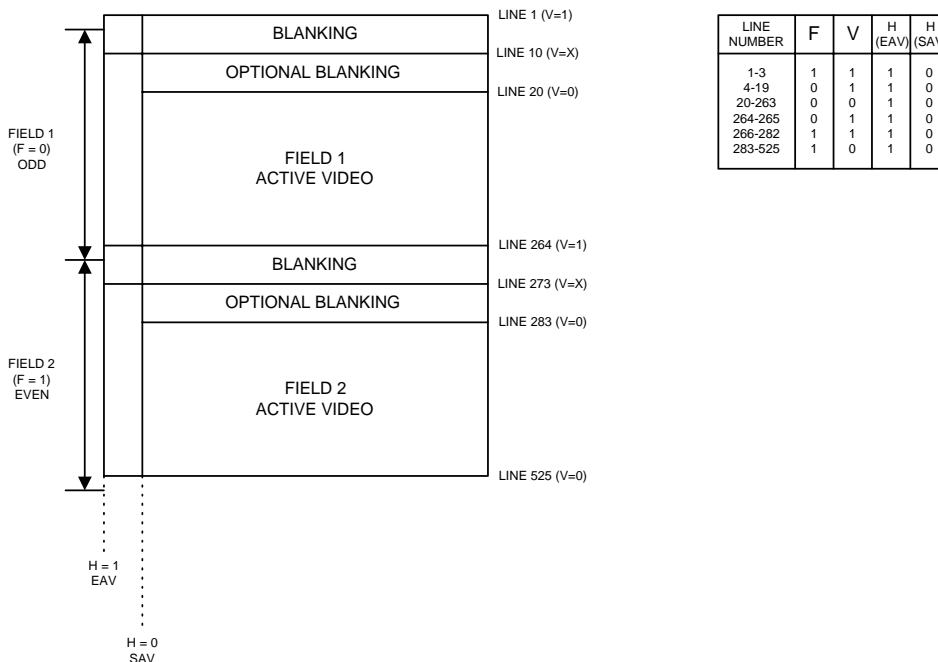 LINE 1 (V=1)
BLANKING
LINE 10 (V=X)
OPTIONAL BLANKING
LINE 20 (V=0)
FIELD 1
(F = 0)
ODD
FIELD 1
ACTIVE VIDEO
LINE 264 (V=1)
BLANKING
LINE 273 (V=X)
OPTIONAL BLANKING
LINE 283 (V=0)
FIELD 2
(F = 1)
EVEN
FIELD 2
ACTIVE VIDEO
LINE 525 (V=0)
H = 1
EAV
H = 0
SAV
LINE NUMBER F V H (EAV) H (SAV
1-3 1 1 1 0
4-19 0 1 1 0
20-263 0 0 1 0
264-265 0 1 1 0
266-282 1 1 1 0
283-525 1 0 1 0